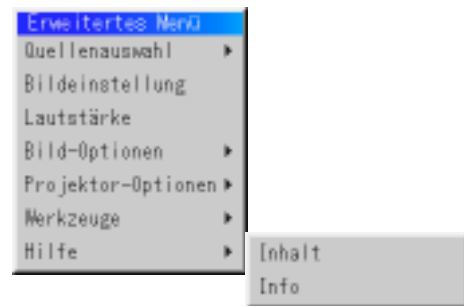 Erweitertes Menü
Quellenauswahl
Bildeinstellung
Lautstärke
Bild-Optionen
Projektor-Optionen
Werkzeuge
Hilfe
Inhalt
Info